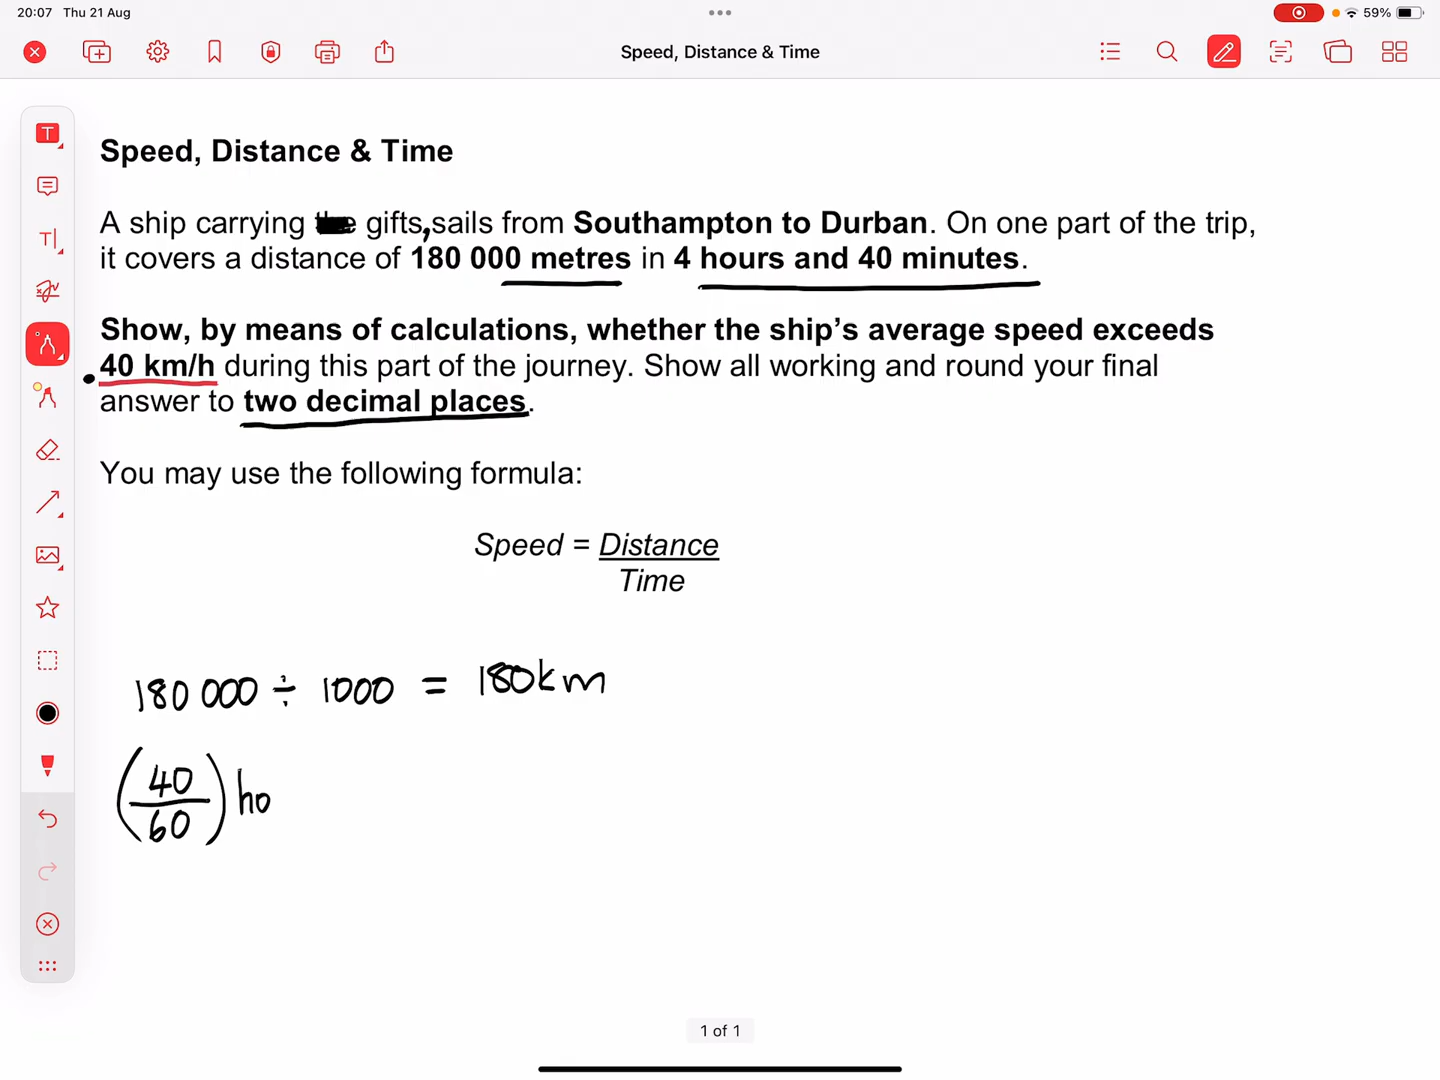 20:07 Thu 21 Aug
59%
Speed, Distance & Time
Speed, Distance & Time
A ship carrying gifts, sails from Southampton to Durban. On one part of the trip,
it covers a distance of 180 000 metres in 4 hours and 40 minutes.
Show, by means of calculations, whether the ship's average speed exceeds
40 km/h during this part of the journey. Show all working and round your final
answer to two decimal places.
You may use the following formula:
Speed = Distance
Time
180 000 ÷ 1000 = 180km
(40/60) ho
1 of 1